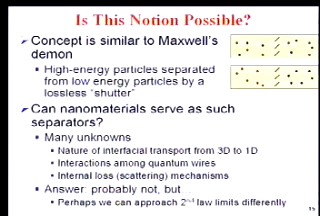 Is This Notion Possible?
Concept is similar to Maxwell's
demon
High-energy particles separated
from low energy particles by a
lossless "shutter"
Can nanomaterials serve as such
separators?
Many unknowns
Nature of interfacial transport from 3D to 1D
Interactions among quantum wires
Internal loss (scattering) mechanisms
Answer: probably not, but
Perhaps we can approach 2ⁿᵈ law limits differently